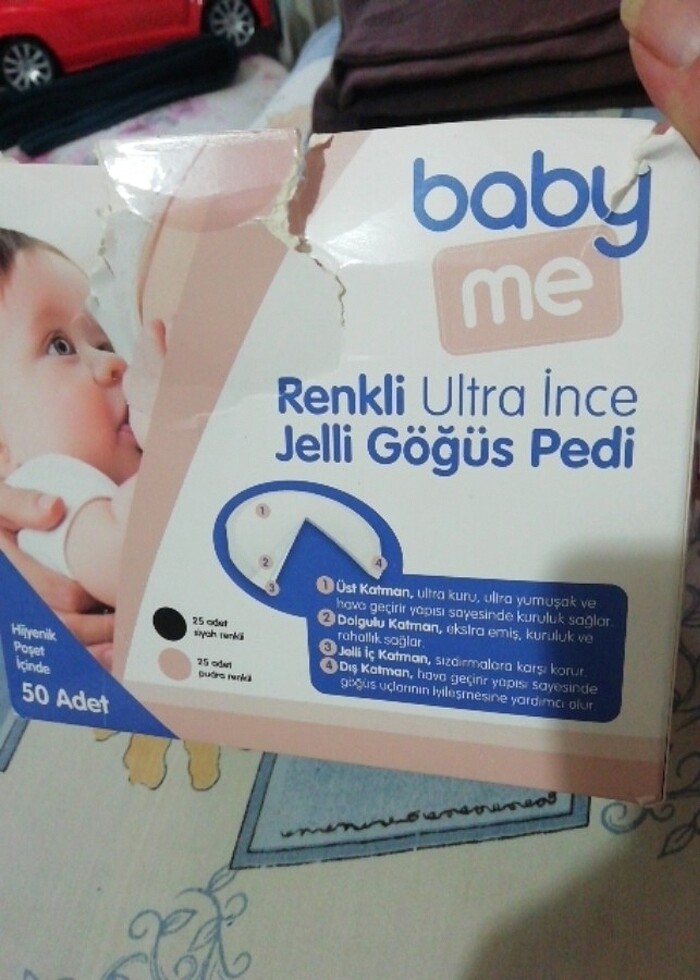 baby
me
Renkli Ultra İnce
Jelli Göğüs Pedi
1
2
3
4
1 Üst Katman, ultra kuru, ultra yumuşak ve
hava geçirir yapısı sayesinde kuruluk sağlar.
2 Dolgulu Katman, ekstra emiş, kuruluk ve
rahatlık sağlar.
3 Jelli İç Katman, sızdırmalara karşı korur.
4 Dış Katman, hava geçirir yapısı sayesinde
göğüs uçlarının iyileşmesine yardımcı olur.
25 adet
siyah renkli
25 adet
pudra renkli
Hijyenik
Poşet
İçinde
50 Adet